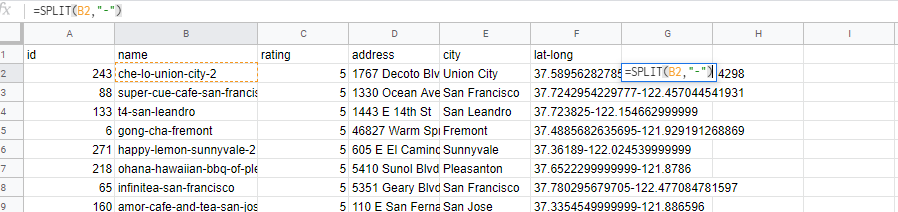 fx =SPLIT(B2,"-")
A B C D E F G H I
1 id name rating address city lat-long
2 243 che-lo-union-city-2 5 1767 Decoto Blv Union City 37.58956282785 =SPLIT(B2,"-") 4298
3 88 super-cue-cafe-san-francis 5 1330 Ocean Ave San Francisco 37.7242954229777-122.457044541931
4 133 t4-san-leandro 5 1443 E 14th St San Leandro 37.723825-122.154662999999
5 6 gong-cha-fremont 5 46827 Warm Spr Fremont 37.4885682635695-121.929191268869
6 271 happy-lemon-sunnyvale-2 5 605 E El Camino Sunnyvale 37.36189-122.024539999999
7 218 ohana-hawaiian-bbq-of-ple 5 5410 Sunol Blvd Pleasanton 37.6522299999999-121.8786
8 65 infinitea-san-francisco 5 5351 Geary Blvd San Francisco 37.780295679705-122.477084781597
9 160 amor-cafe-and-tea-san-jos 5 110 E San Ferna San Jose 37.3354549999999-121.886596